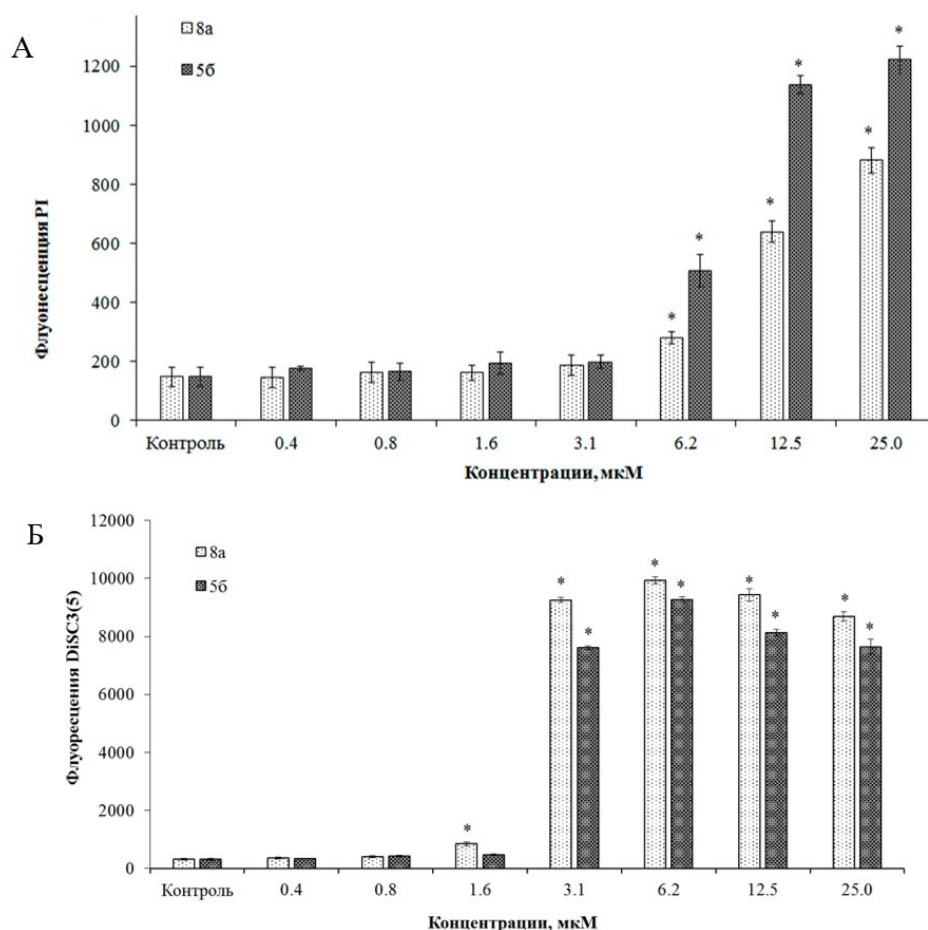 А
8а
5б
1200
1000
800
600
400
200
0
Флуонесценция PI
* * * * * *
Контроль 0.4 0.8 1.6 3.1 6.2 12.5 25.0
Концентрации, мкМ
Б
8а
5б
12000
10000
8000
6000
4000
2000
0
Флуоресцения DiSC3(5)
* * * * * * * * *
Контроль 0.4 0.8 1.6 3.1 6.2 12.5 25.0
Концентрации, мкМ